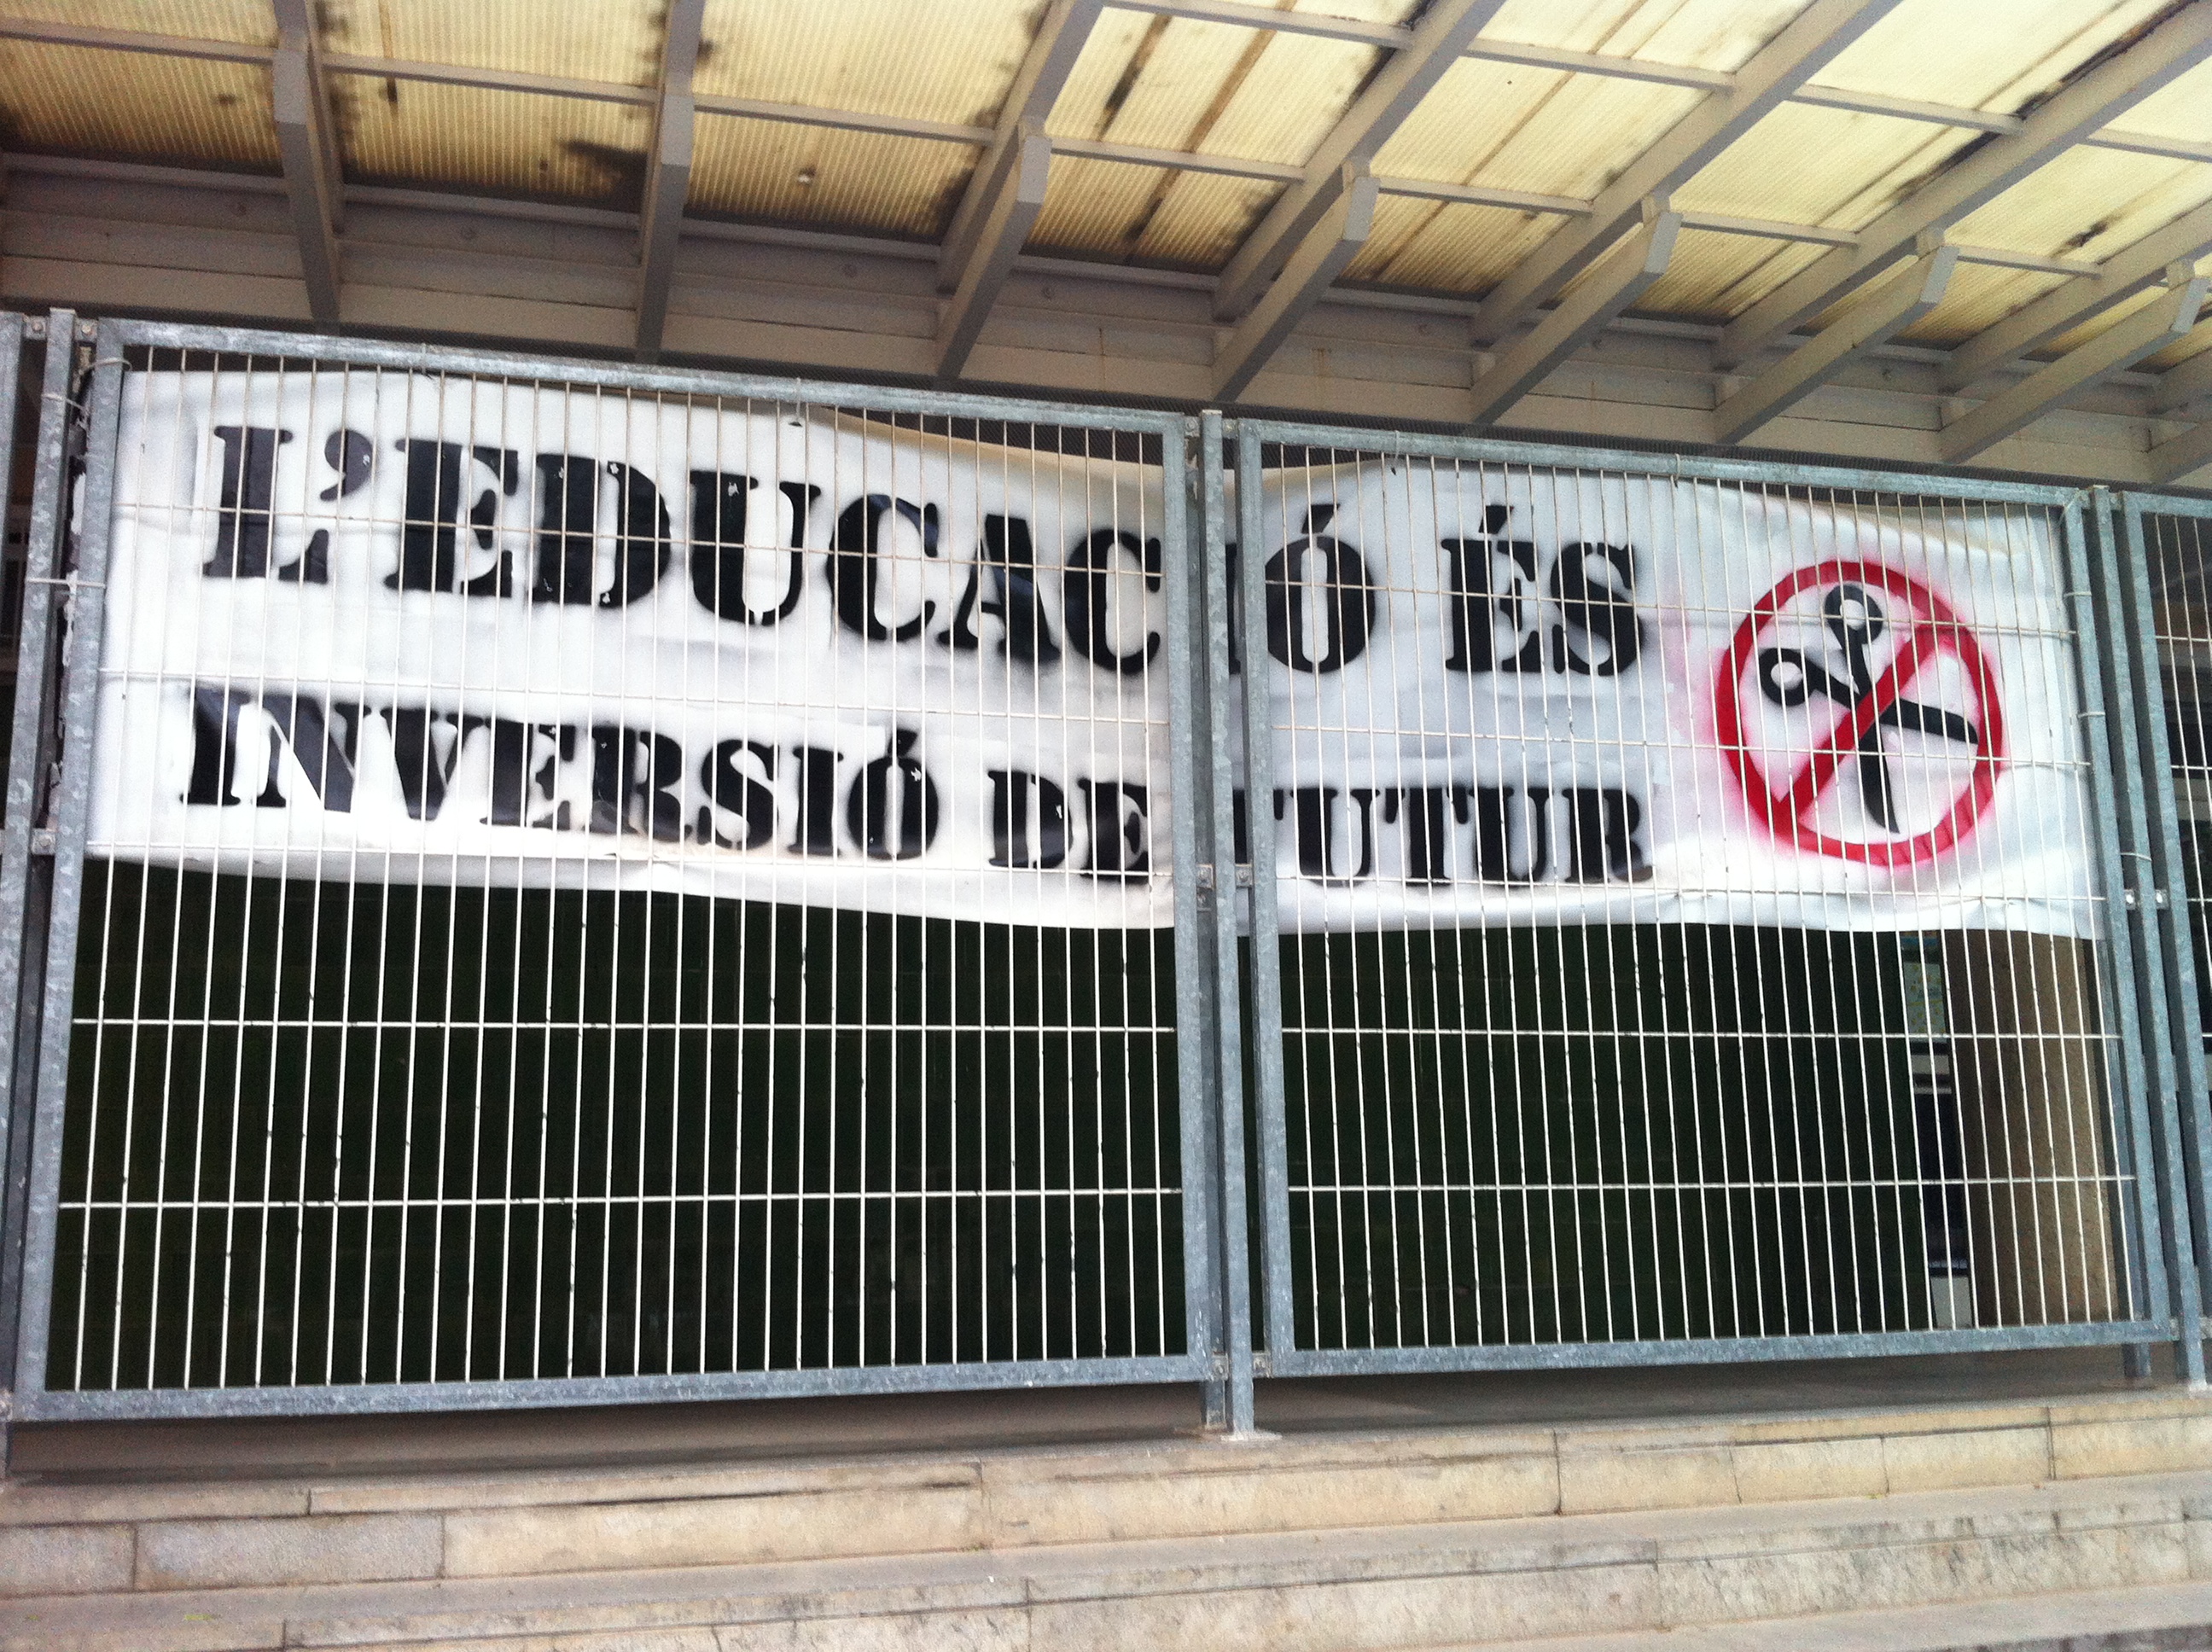 L'EDUCACIÓ ÉS
INVERSIÓ DE FUTUR